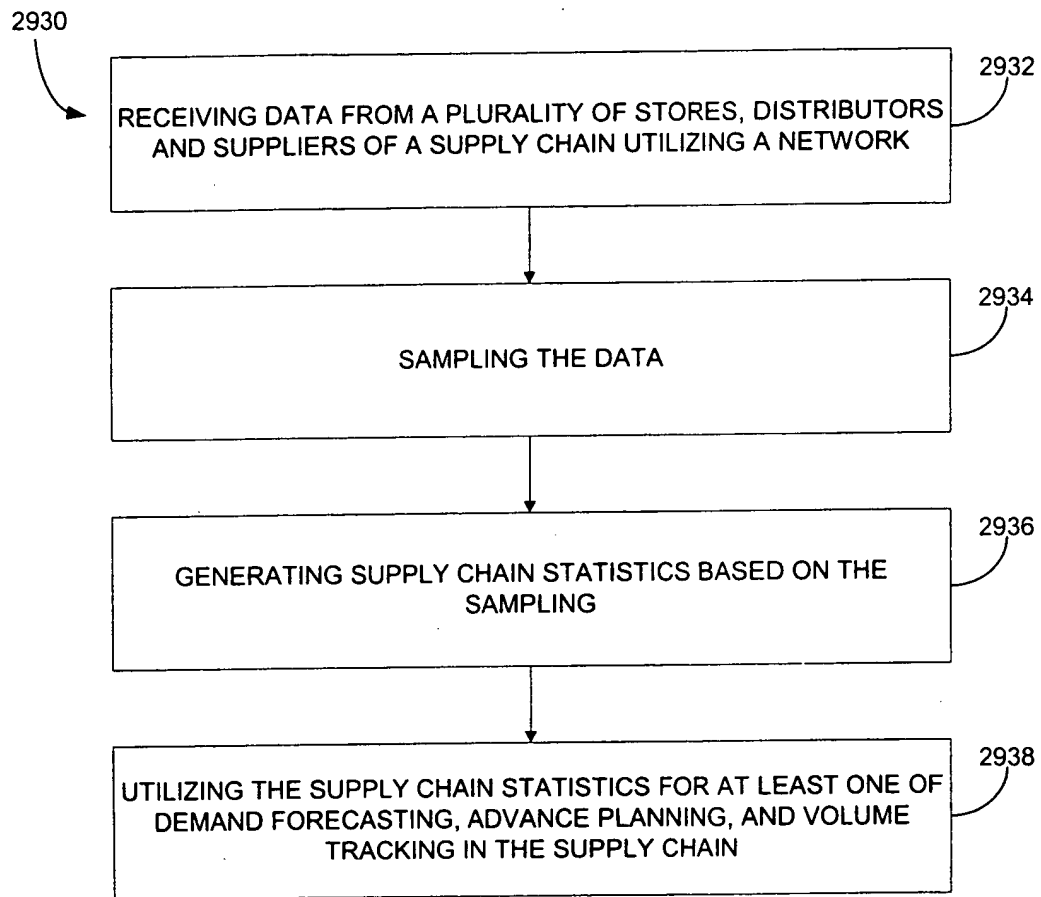 2930
2932
RECEIVING DATA FROM A PLURALITY OF STORES, DISTRIBUTORS
AND SUPPLIERS OF A SUPPLY CHAIN UTILIZING A NETWORK
2934
SAMPLING THE DATA
2936
GENERATING SUPPLY CHAIN STATISTICS BASED ON THE
SAMPLING
2938
UTILIZING THE SUPPLY CHAIN STATISTICS FOR AT LEAST ONE OF
DEMAND FORECASTING, ADVANCE PLANNING, AND VOLUME
TRACKING IN THE SUPPLY CHAIN